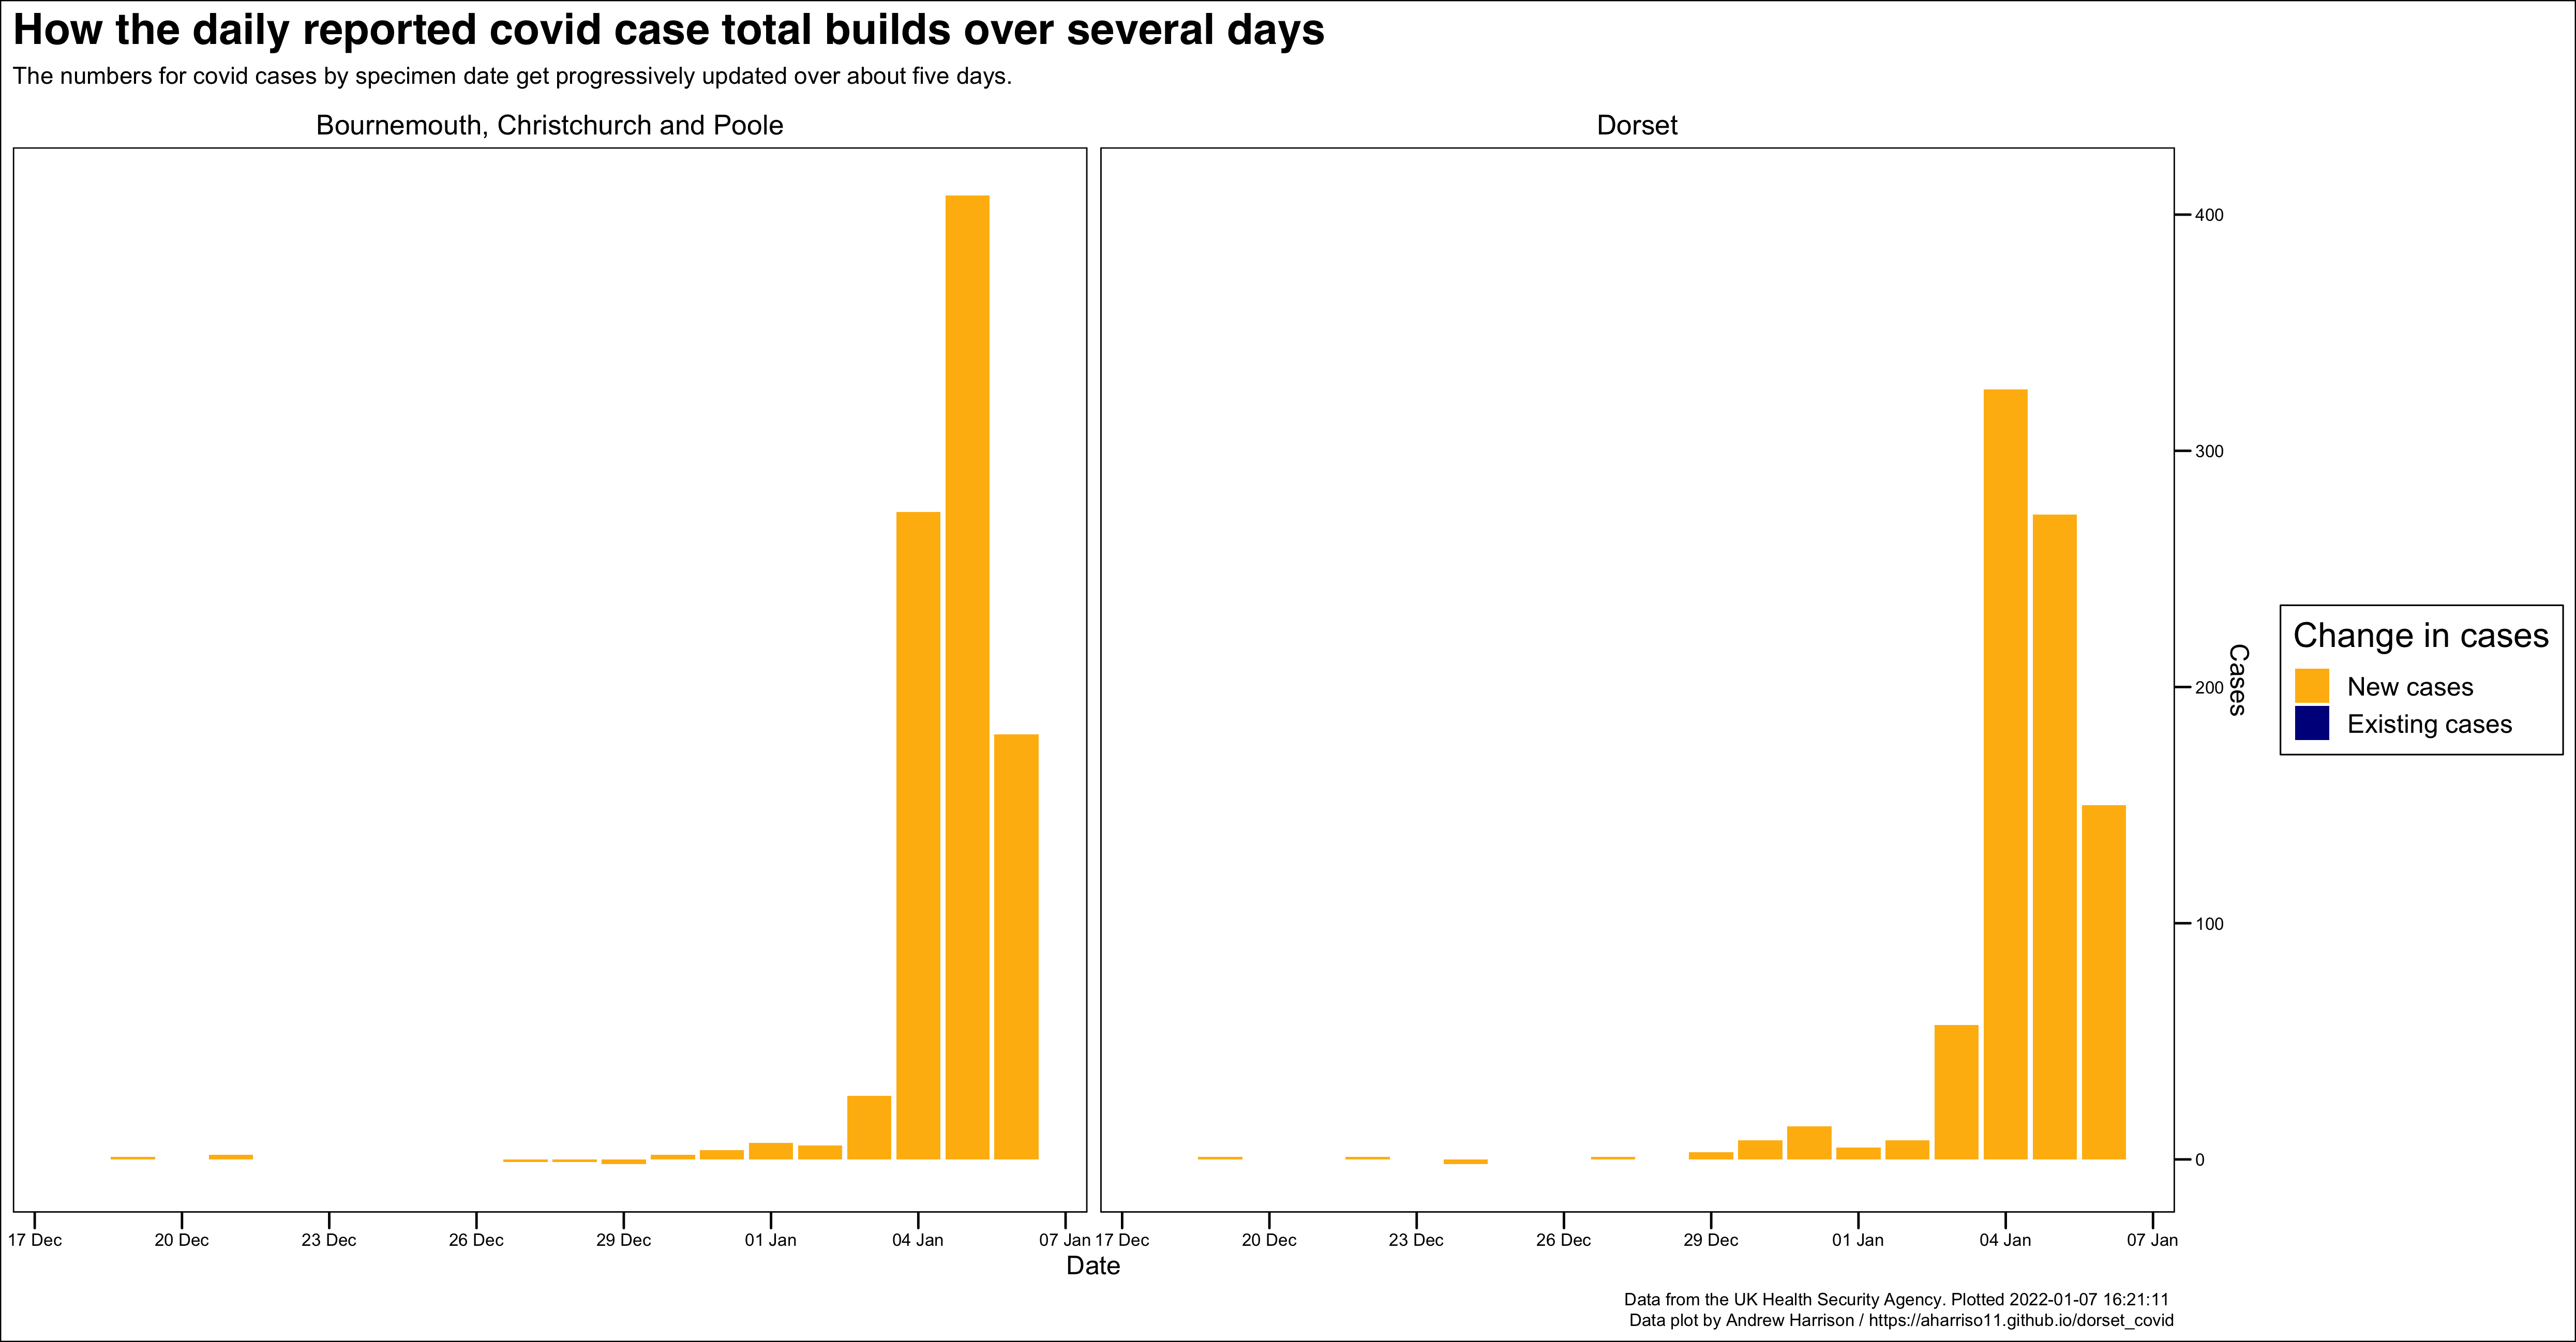 How the daily reported covid case total builds over several days
The numbers for covid cases by specimen date get progressively updated over about five days.
Bournemouth, Christchurch and Poole
Dorset
400
300
200
100
0
Cases
Change in cases
New cases
Existing cases
17 Dec 20 Dec 23 Dec 26 Dec 29 Dec 01 Jan 04 Jan 07 Jan
17 Dec 20 Dec 23 Dec 26 Dec 29 Dec 01 Jan 04 Jan 07 Jan
Date
Data from the UK Health Security Agency. Plotted 2022-01-07 16:21:11
Data plot by Andrew Harrison / https://aharriso11.github.io/dorset_covid